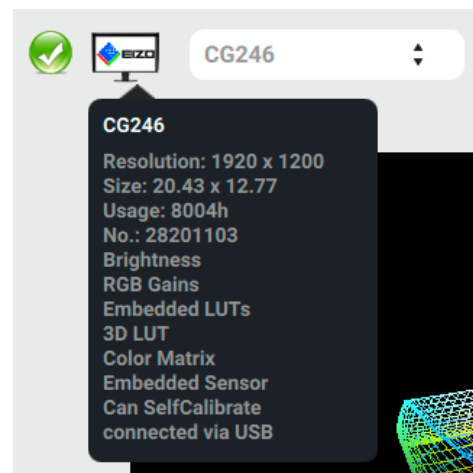 EIZO
CG246
CG246
Resolution: 1920 x 1200
Size: 20.43 x 12.77
Usage: 8004h
No.: 28201103
Brightness
RGB Gains
Embedded LUTs
3D LUT
Color Matrix
Embedded Sensor
Can SelfCalibrate
connected via USB